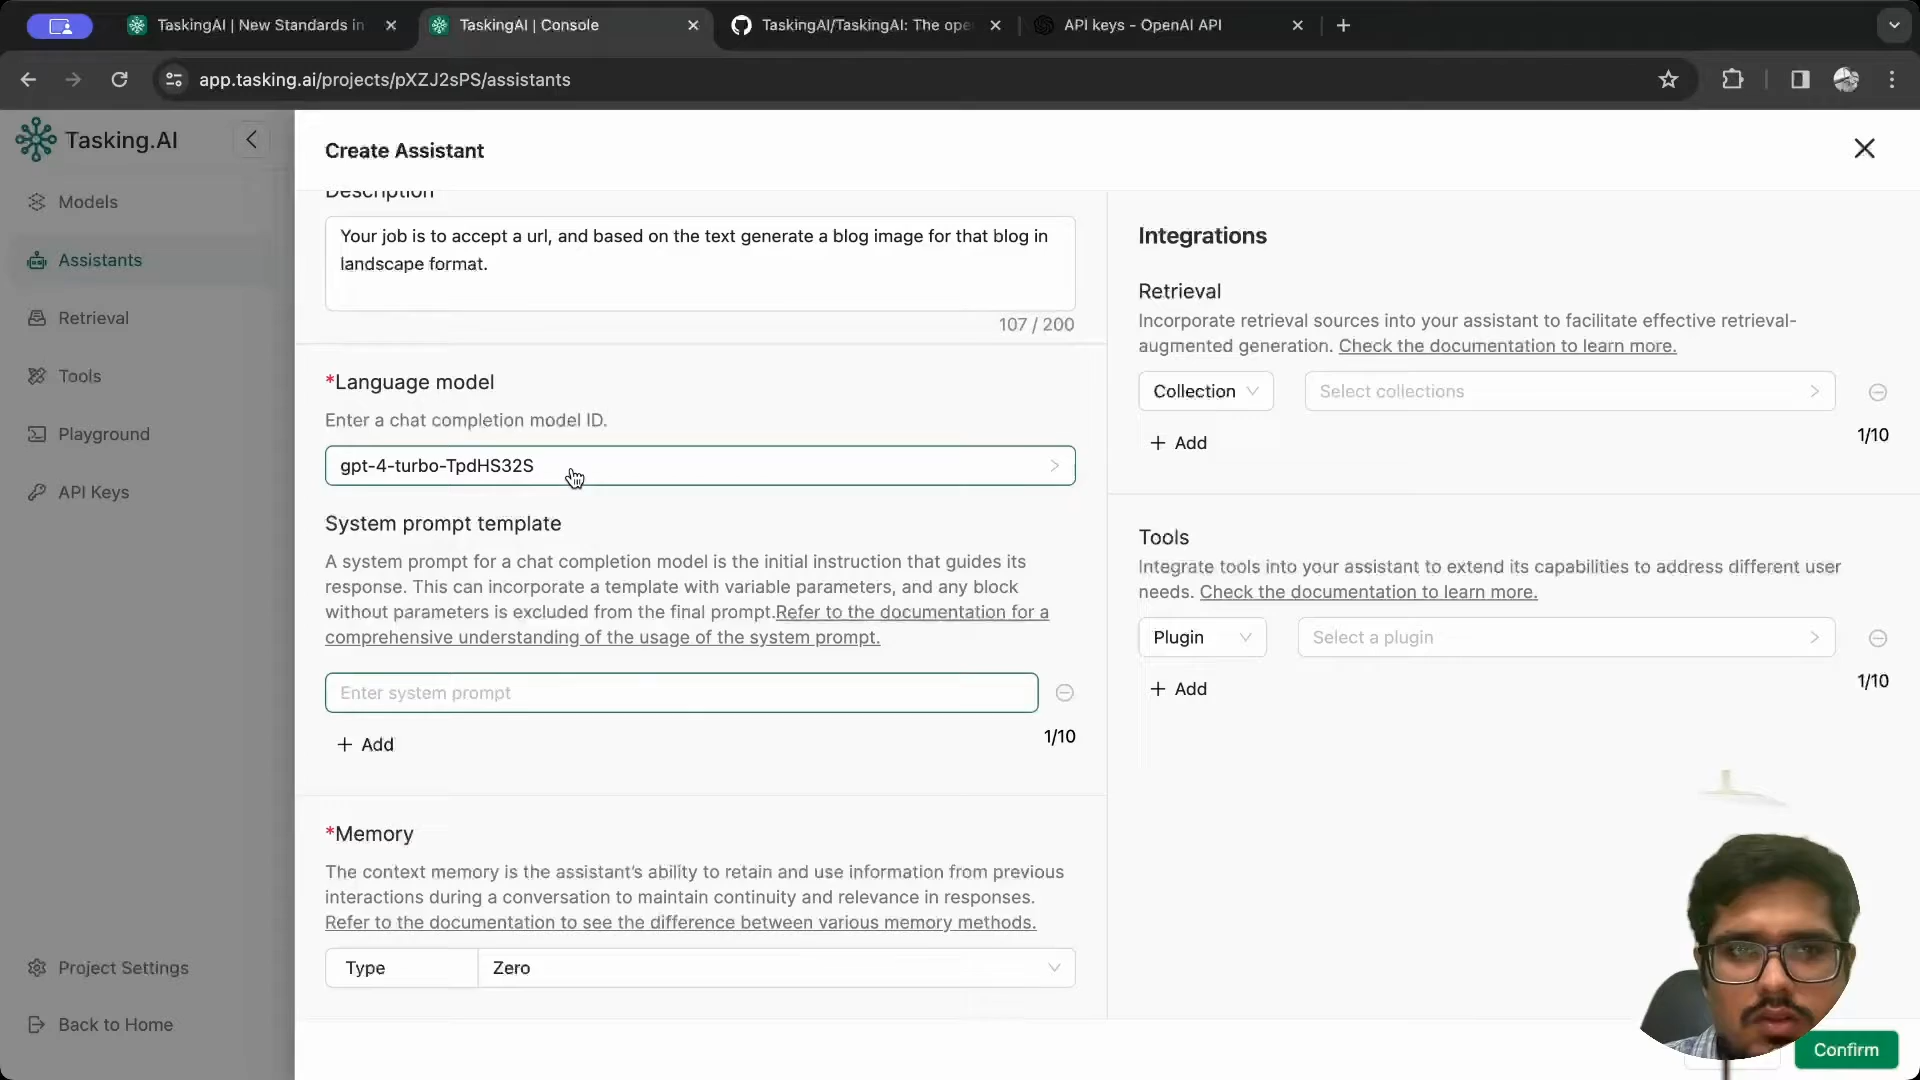 TaskingAI | New Standards in
TaskingAI | Console
TaskingAI/TaskingAI: The ope
API keys - OpenAI API
app.tasking.ai/projects/pXZJ2sPS/assistants
Tasking.AI
Models
Assistants
Retrieval
Tools
Playground
API Keys
Project Settings
Back to Home
Create Assistant
Description
Your job is to accept a url, and based on the text generate a blog image for that blog in
landscape format.
107 / 200
*Language model
Enter a chat completion model ID.
gpt-4-turbo-TpdHS32S
System prompt template
A system prompt for a chat completion model is the initial instruction that guides its
response. This can incorporate a template with variable parameters, and any block
without parameters is excluded from the final prompt.Refer to the documentation for a
comprehensive understanding of the usage of the system prompt.
Enter system prompt
+ Add
1/10
*Memory
The context memory is the assistant’s ability to retain and use information from previous
interactions during a conversation to maintain continuity and relevance in responses.
Refer to the documentation to see the difference between various memory methods.
Type
Zero
Integrations
Retrieval
Incorporate retrieval sources into your assistant to facilitate effective retrieval-
augmented generation. Check the documentation to learn more.
Collection
Select collections
+ Add
1/10
Tools
Integrate tools into your assistant to extend its capabilities to address different user
needs. Check the documentation to learn more.
Plugin
Select a plugin
+ Add
1/10
Confirm